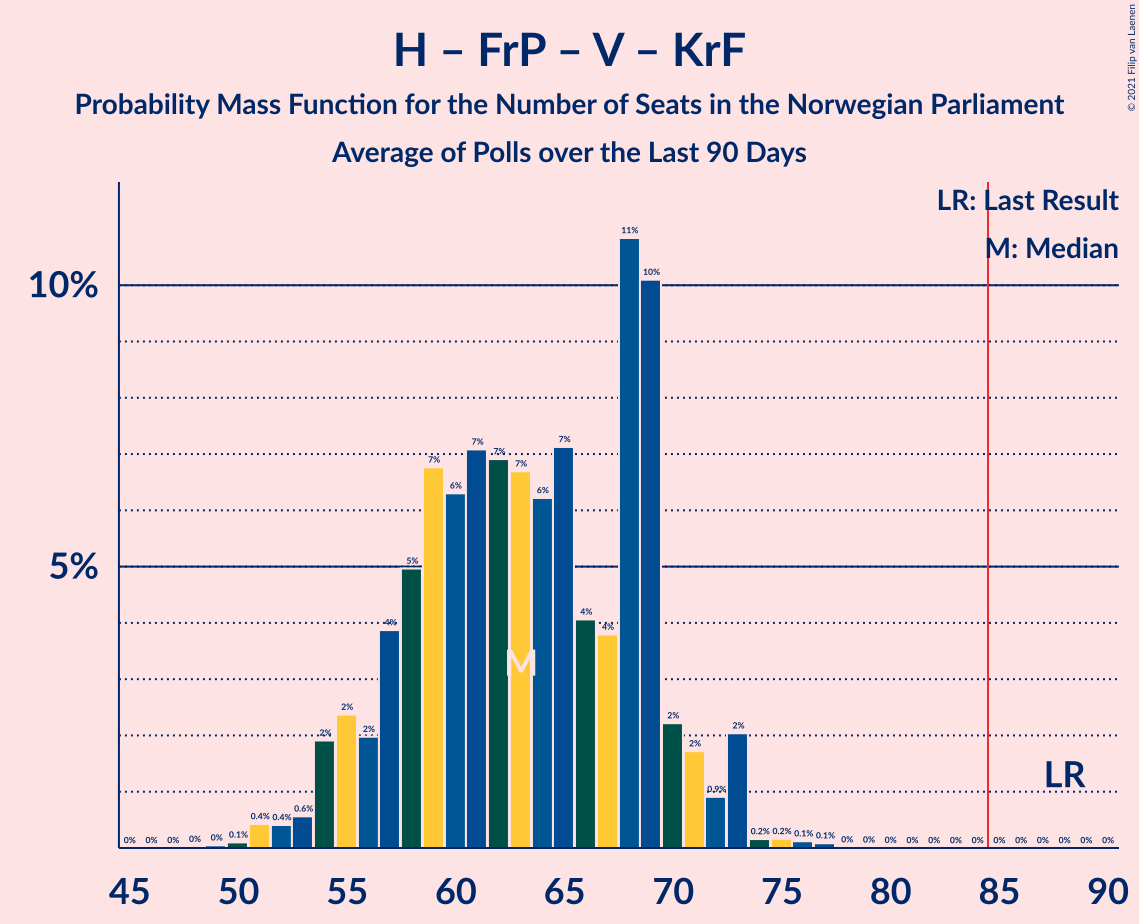 H – FrP – V – KrF
Probability Mass Function for the Number of Seats in the Norwegian Parliament
Average of Polls over the Last 90 Days
© 2021 Filip van Laenen
LR: Last Result
M: Median
10%
5%
0% 0% 0% 0% 0% 0.1% 0.4% 0.4% 0.6% 2% 2% 2% 4% 5% 7% 6% 7% 7% 7% 6% 7% 4% 4% 11% 10% 2% 2% 0.9% 2% 0.2% 0.2% 0.1% 0.1% 0% 0% 0% 0% 0% 0% 0% 0% 0% 0% 0% 0% 0%
M
LR
45 50 55 60 65 70 75 80 85 90